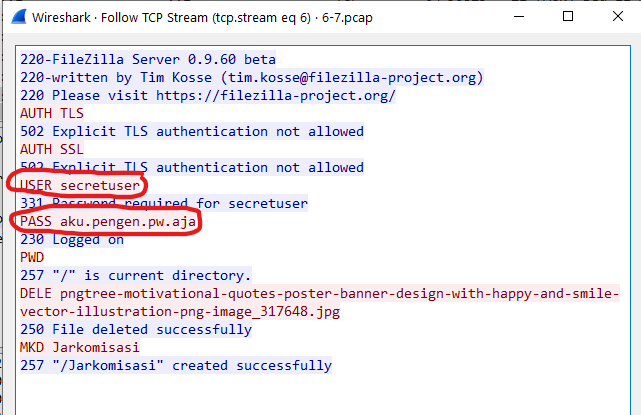 Wireshark · Follow TCP Stream (tcp.stream eq 6) · 6-7.pcap
220-FileZilla Server 0.9.60 beta
220-written by Tim Kosse (tim.kosse@filezilla-project.org)
220 Please visit https://filezilla-project.org/
AUTH TLS
502 Explicit TLS authentication not allowed
AUTH SSL
502 Explicit TLS authentication not allowed
USER secretuser
331 Password required for secretuser
PASS aku.pengen.pw.aja
230 Logged on
PWD
257 "/" is current directory.
DELE pngtree-motivational-quotes-poster-banner-design-with-happy-and-smile-
vector-illustration-png-image_317648.jpg
250 File deleted successfully
MKD Jarkomisasi
257 "/Jarkomisasi" created successfully